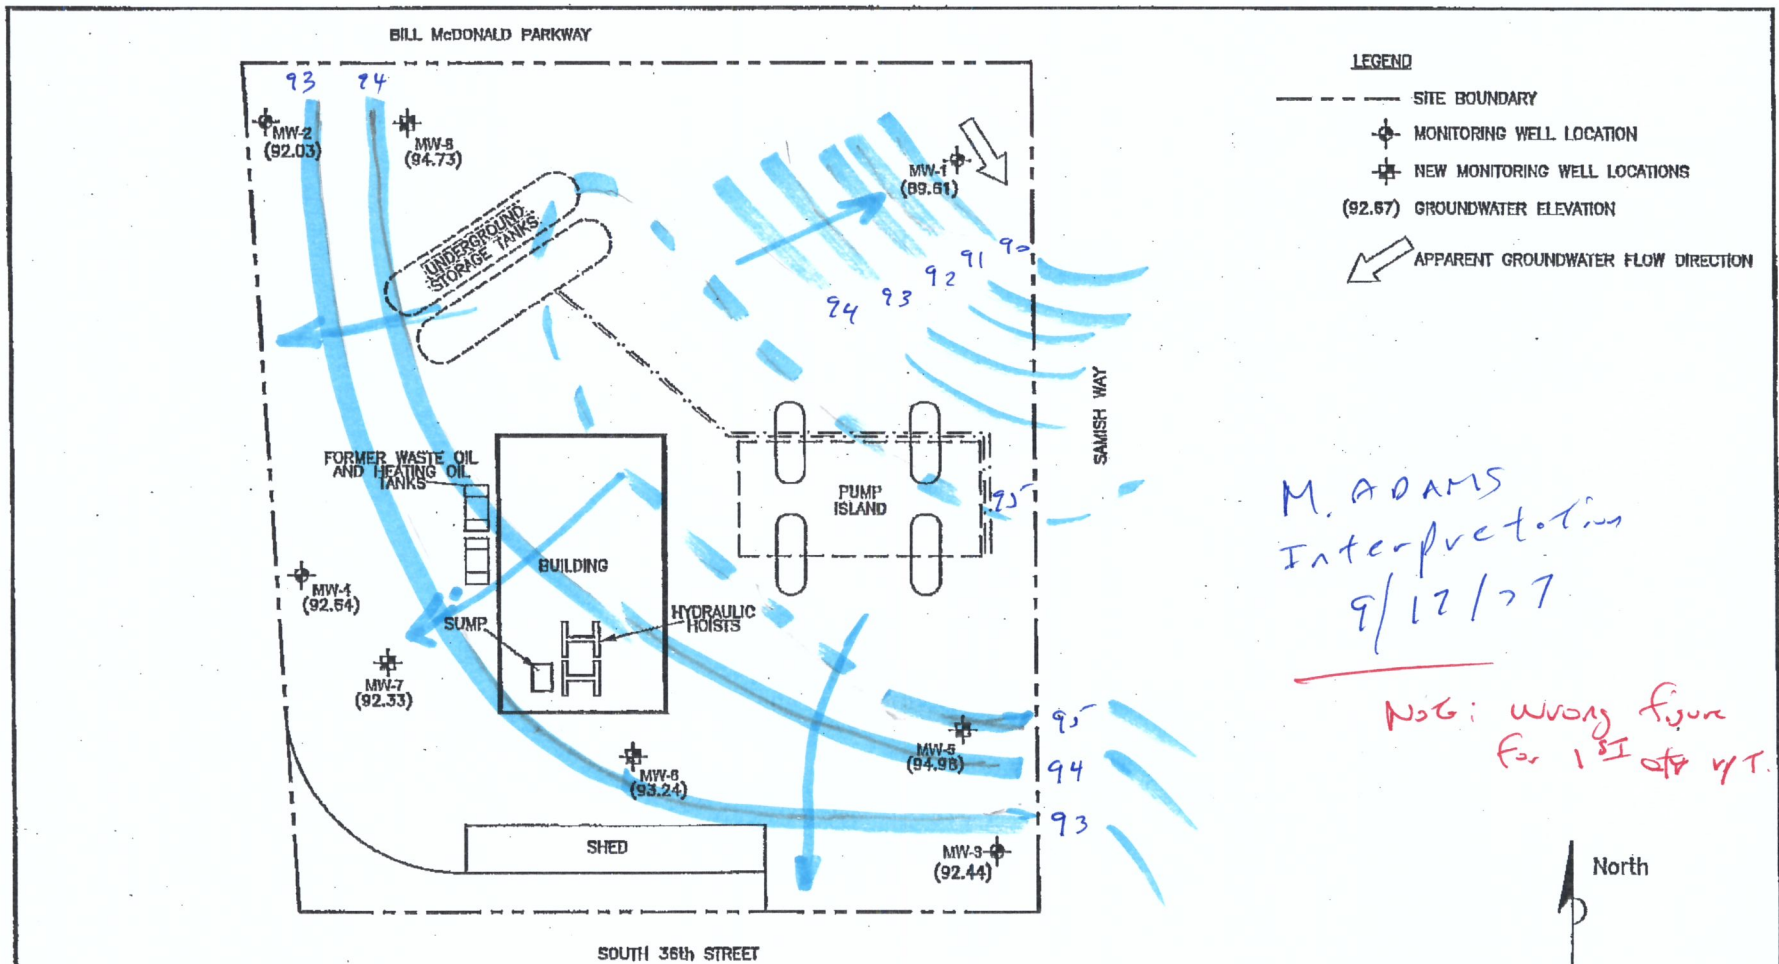 BILL McDONALD PARKWAY
93 94
MW-2
(92.03)
MW-8
(94.73)
MW-1
(89.61)
UNDERGROUND
STORAGE TANKS
90
91
92
93
94
LEGEND
SITE BOUNDARY
MONITORING WELL LOCATION
NEW MONITORING WELL LOCATIONS
(92.67) GROUNDWATER ELEVATION
APPARENT GROUNDWATER FLOW DIRECTION
SAMISH WAY
FORMER WASTE OIL
AND HEATING OIL
TANKS
PUMP
ISLAND
95
BUILDING
MW-4
(92.54)
SUMP
HYDRAULIC
HOISTS
MW-7
(92.33)
MW-5
(94.98)
95
94
93
MW-6
(93.24)
SHED
MW-3
(92.44)
SOUTH 36th STREET
M. ADAMS
Interpretation
Note: wrong figure
for 1ST
North